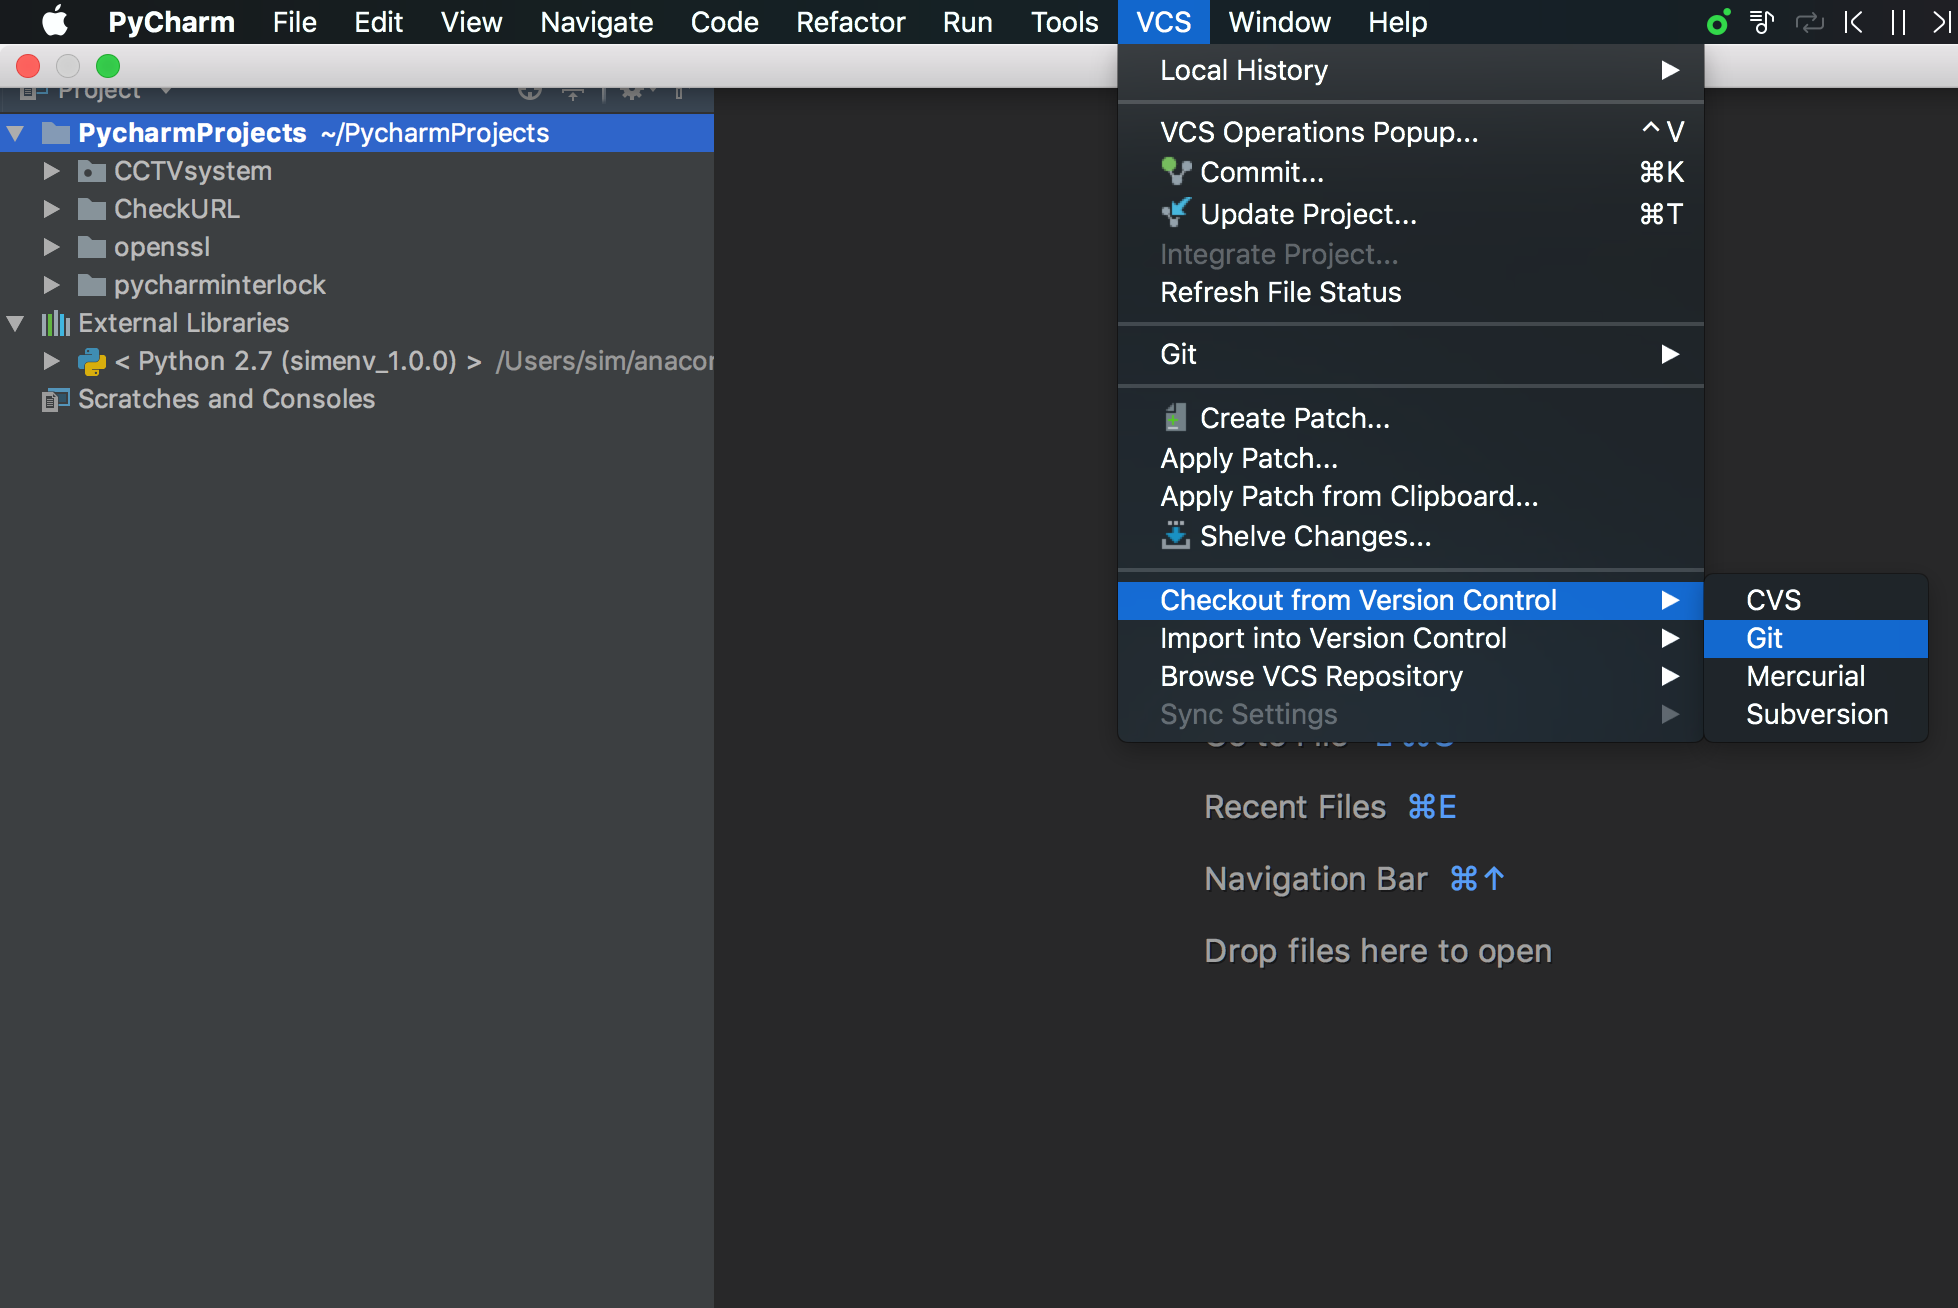 PyCharm File Edit View Navigate Code Refactor Run Tools VCS Window Help
Project
PycharmProjects ~/PycharmProjects
CCTVsystem
CheckURL
openssl
pycharminterlock
External Libraries
< Python 2.7 (simenv_1.0.0) > /Users/sim/anacon
Scratches and Consoles
Local History
VCS Operations Popup... ^V
Commit... ⌘K
Update Project... ⌘T
Integrate Project...
Refresh File Status
Git
Create Patch...
Apply Patch...
Apply Patch from Clipboard...
Shelve Changes...
Checkout from Version Control
Import into Version Control
Browse VCS Repository
Sync Settings
CVS
Git
Mercurial
Subversion
Go to File ⇧⌘O
Recent Files ⌘E
Navigation Bar ⌘↑
Drop files here to open